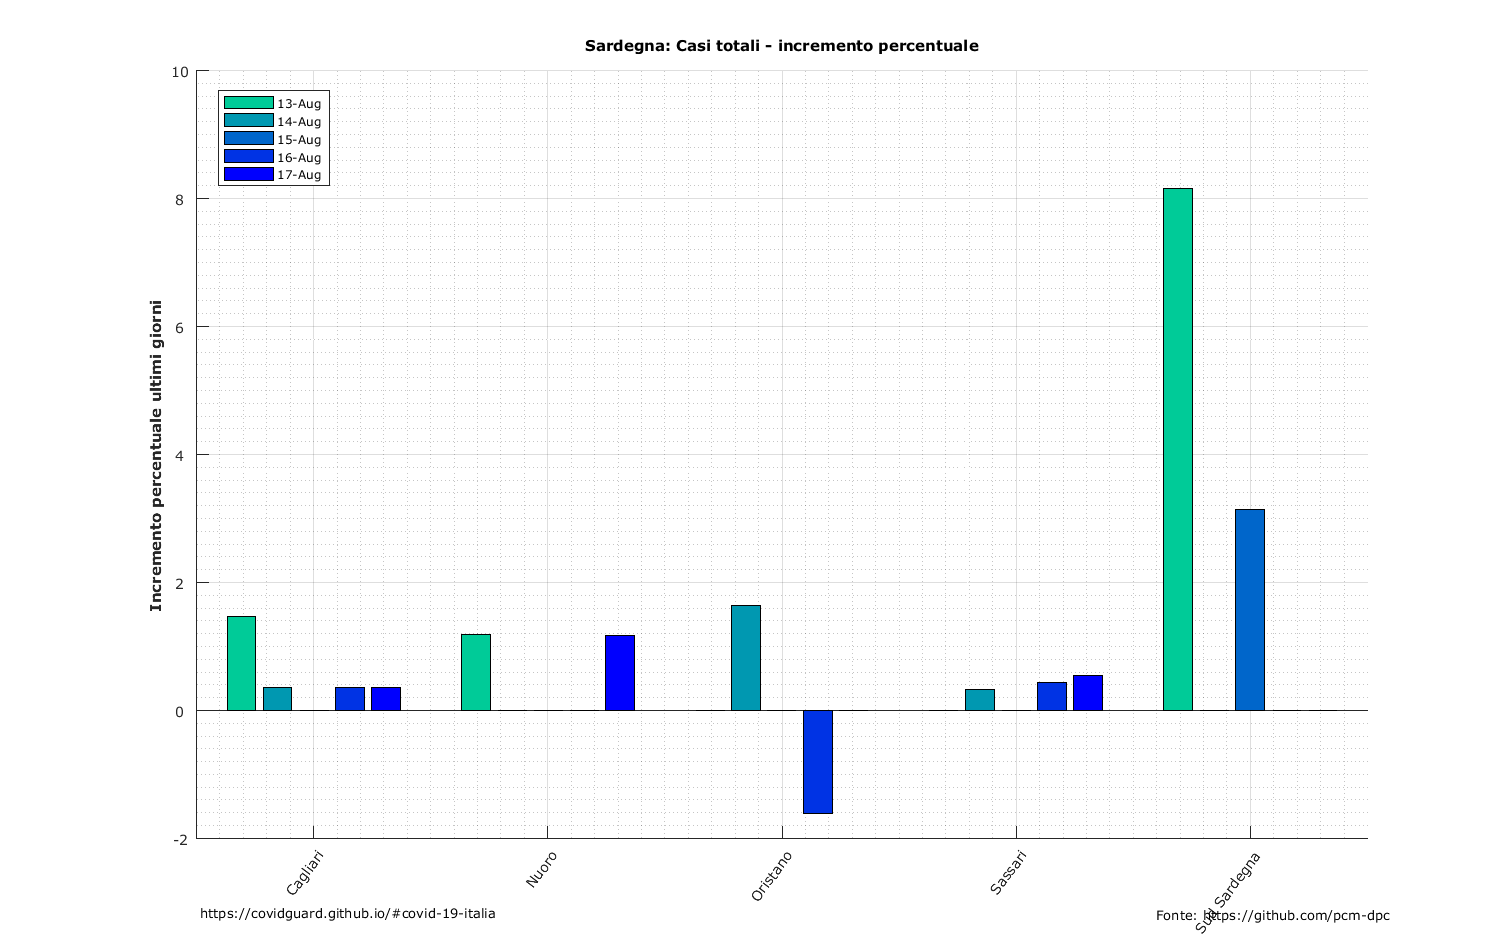 Sardegna: Casi totali - incremento percentuale
10
8
6
4
2
0
-2
Incremento percentuale ultimi giorni
13-Aug
14-Aug
15-Aug
16-Aug
17-Aug
Cagliari
Nuoro
Oristano
Sassari
Sud Sardegna
https://covidguard.github.io/#covid-19-italia
Fonte: https://github.com/pcm-dpc